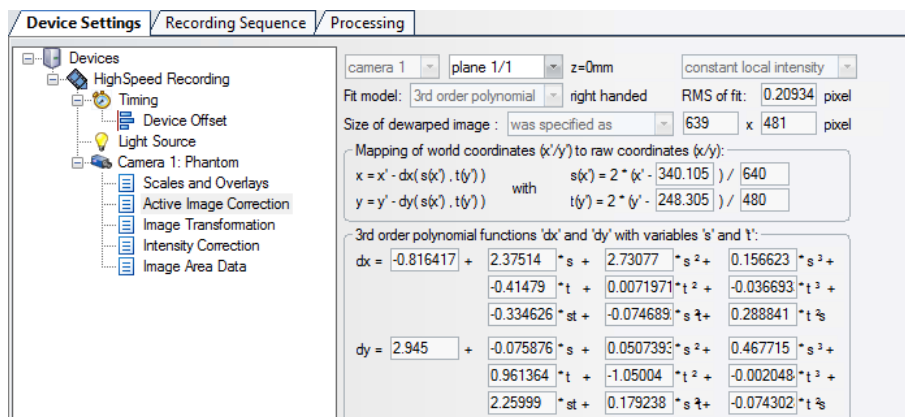 Device Settings Recording Sequence Processing
Devices
HighSpeed Recording
Timing
Device Offset
Light Source
Camera 1: Phantom
Scales and Overlays
Active Image Correction
Image Transformation
Intensity Correction
Image Area Data
camera 1 plane 1/1 z=0mm constant local intensity
Fit model: 3rd order polynomial right handed RMS of fit: 0.20934 pixel
Size of dewarped image : was specified as 639 x 481 pixel
Mapping of world coordinates (x'/y') to raw coordinates (x/y):
x = x' - dx( s(x') , t(y') ) s(x') = 2 * (x' - 340.105 ) / 640
with
y = y' - dy( s(x') , t(y') ) t(y') = 2 * (y' - 248.305 ) / 480
3rd order polynomial functions 'dx' and 'dy' with variables 's' and 't':
dx = -0.816417 + 2.37514 * s + 2.73077 * s ² + 0.156623 * s ³ +
-0.41479 * t + 0.0071971 * t ² + -0.036693 * t ³ +
-0.334626 * st + -0.074689 * s ²t+ 0.288841 * t ²s
dy = 2.945 + -0.075876 * s + 0.0507393 * s ² + 0.467715 * s ³ +
0.961364 * t + -1.05004 * t ² + -0.002048 * t ³ +
2.25999 * st + 0.179238 * s ²t+ -0.074302 * t ²s